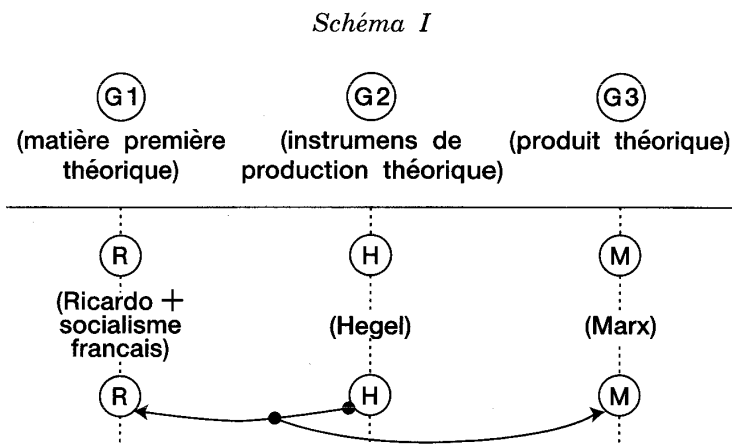 Schéma I
G1 G2 G3
(matière première (instrumens de (produit théorique)
théorique) production théorique)
R H M
(Ricardo +
socialisme (Hegel) (Marx)
francais)
R H M